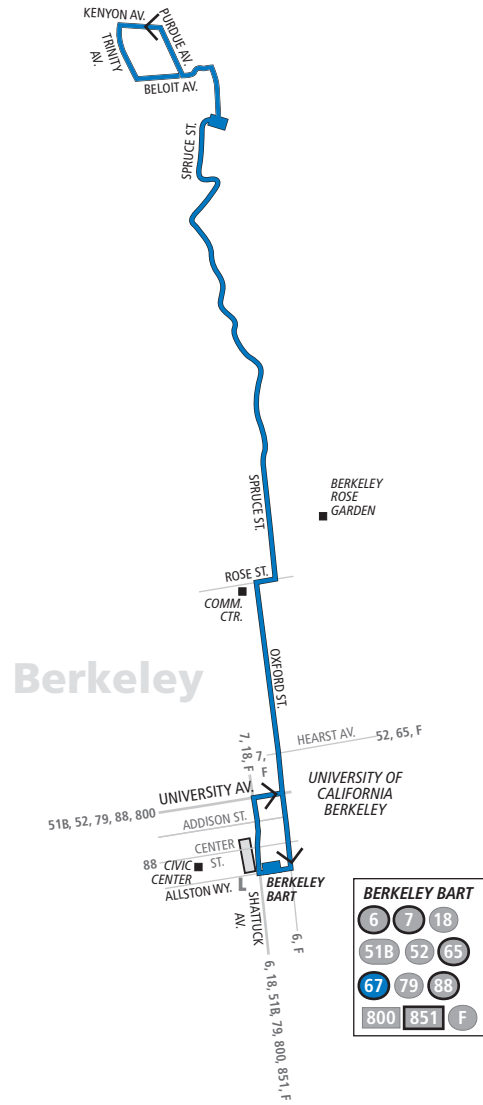 KENYON AV.
PURDUE AV.
TRINITY
AV.
BELOIT AV.
SPRUCE ST.
SPRUCE ST.
BERKELEY
ROSE
GARDEN
ROSE ST.
COMM.
CTR.
OXFORD ST.
Berkeley
HEARST AV.
52, 65, F
7, 18, F
7,
F
UNIVERSITY OF
CALIFORNIA
BERKELEY
UNIVERSITY AV.
51B, 52, 79, 88, 800
ADDISON ST.
CENTER
ST.
88
CIVIC
CENTER
ALLSTON WY.
BERKELEY
BART
SHATTUCK
AV.
6, F
6, 18, 51B, 79, 800, 851, F
BERKELEY BART
6 7 18
51B 52 65
67 79 88
800 851 F